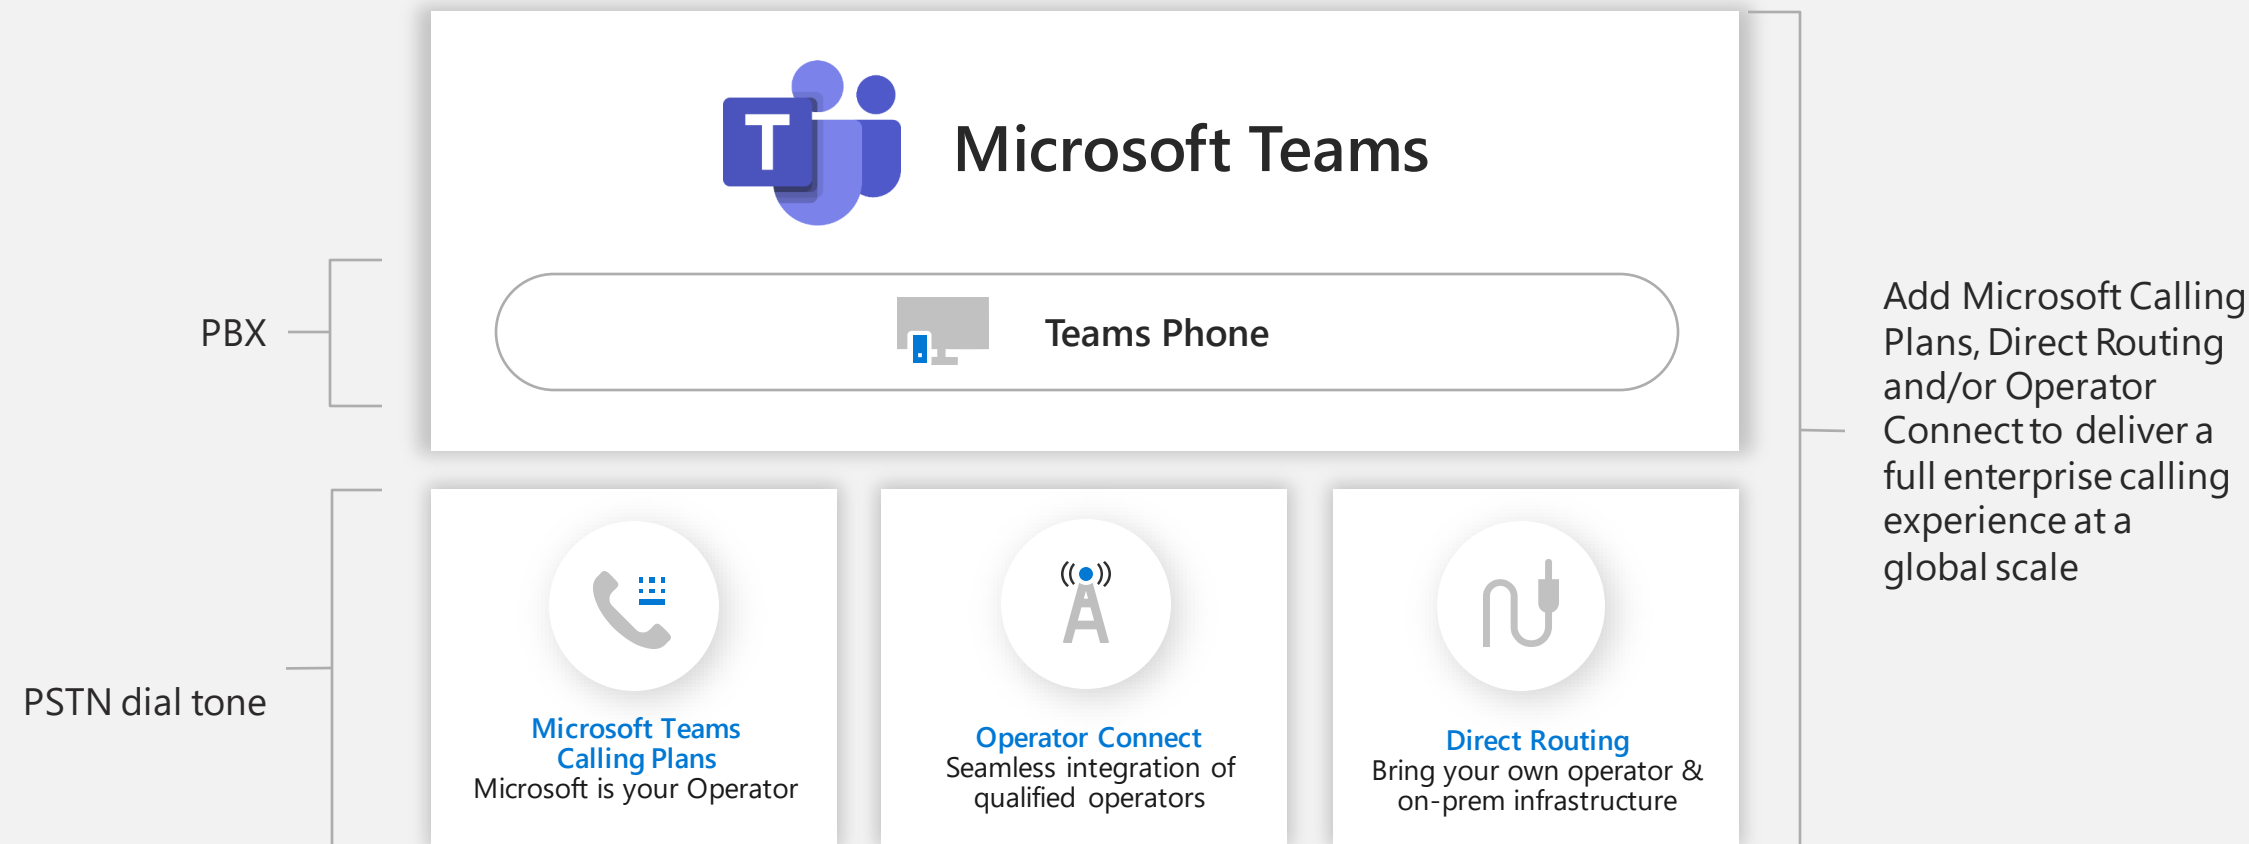 T
Microsoft Teams
PBX
Teams Phone
Add Microsoft Calling
Plans, Direct Routing
and/or Operator
Connect to deliver a
full enterprise calling
experience at a
global scale
PSTN dial tone
Microsoft Teams
Calling Plans
Microsoft is your Operator
Operator Connect
Seamless integration of
qualified operators
Direct Routing
Bring your own operator &
on-prem infrastructure